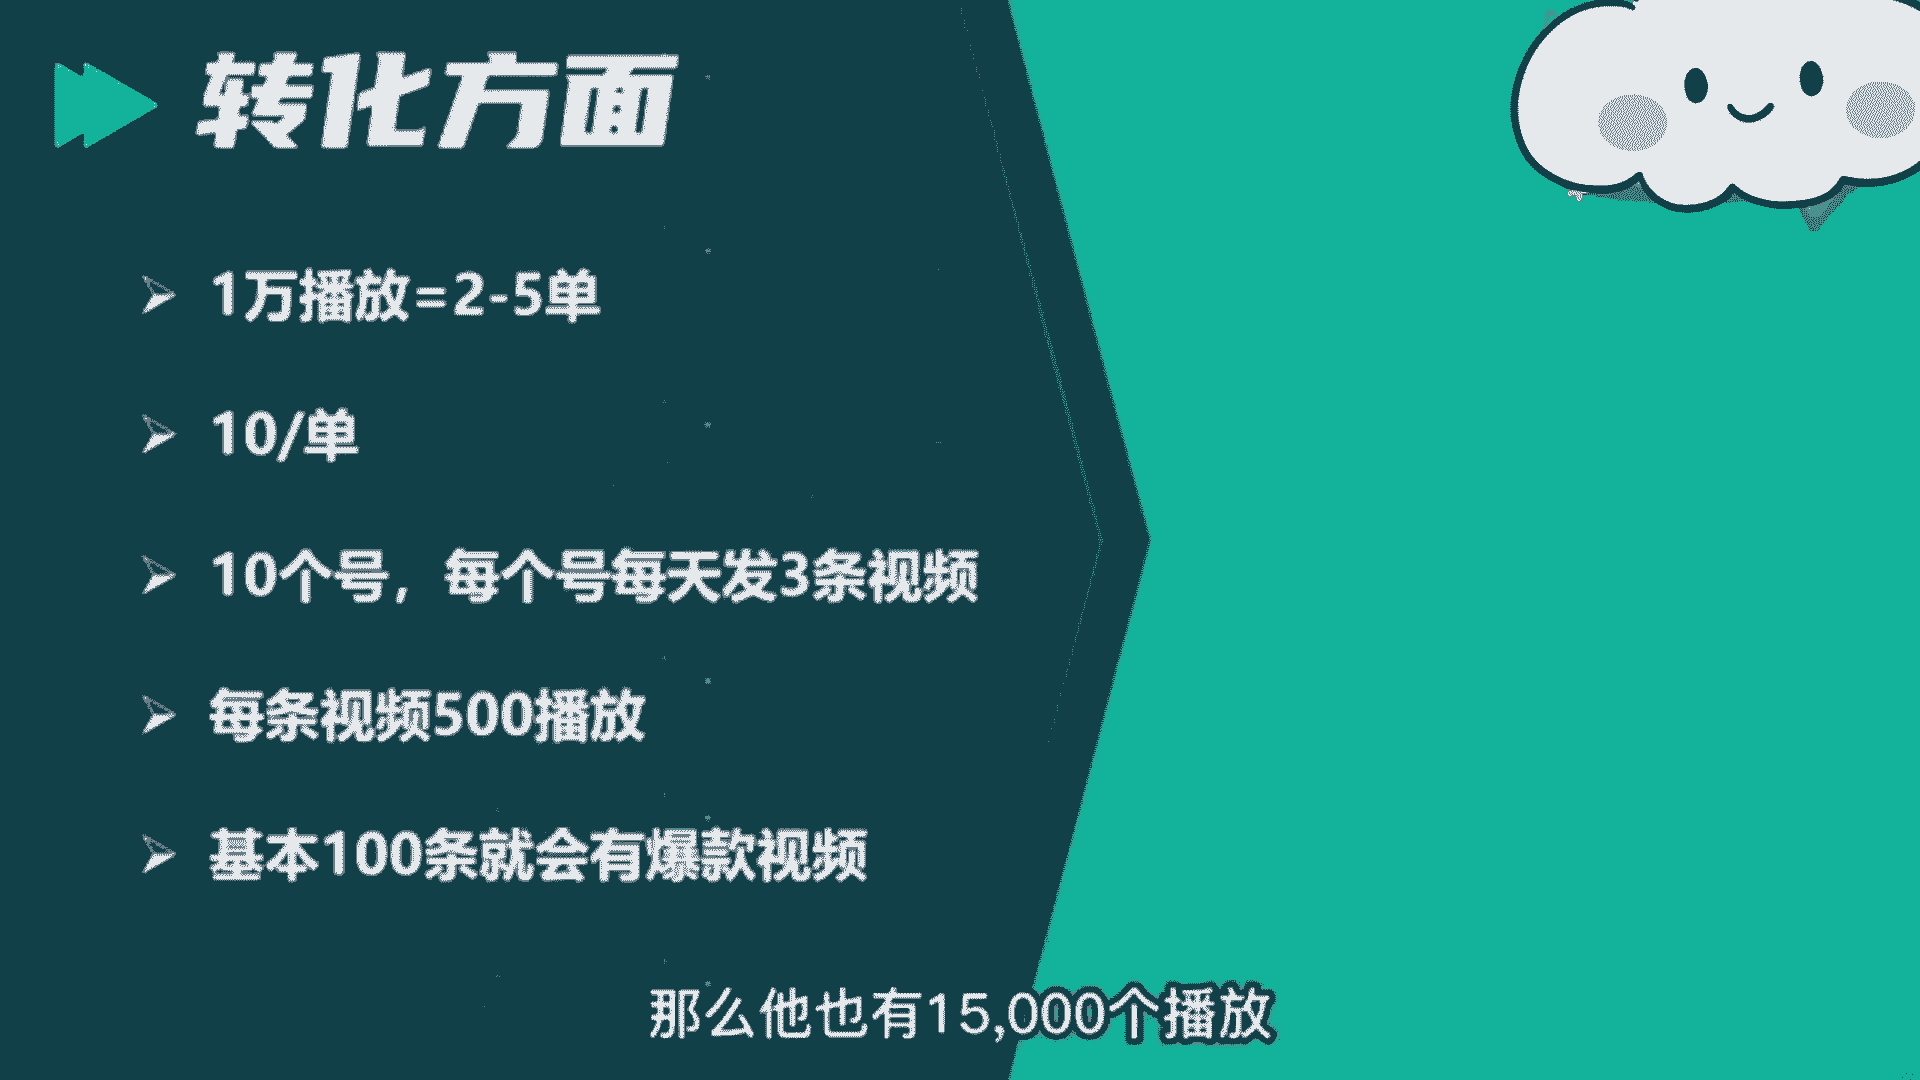 转化方面
1万播放=2-5单
10/单
10个号，每个号每天发3条视频
每条视频500播放
基本100条就会有爆款视频
那么他也有15,000个播放